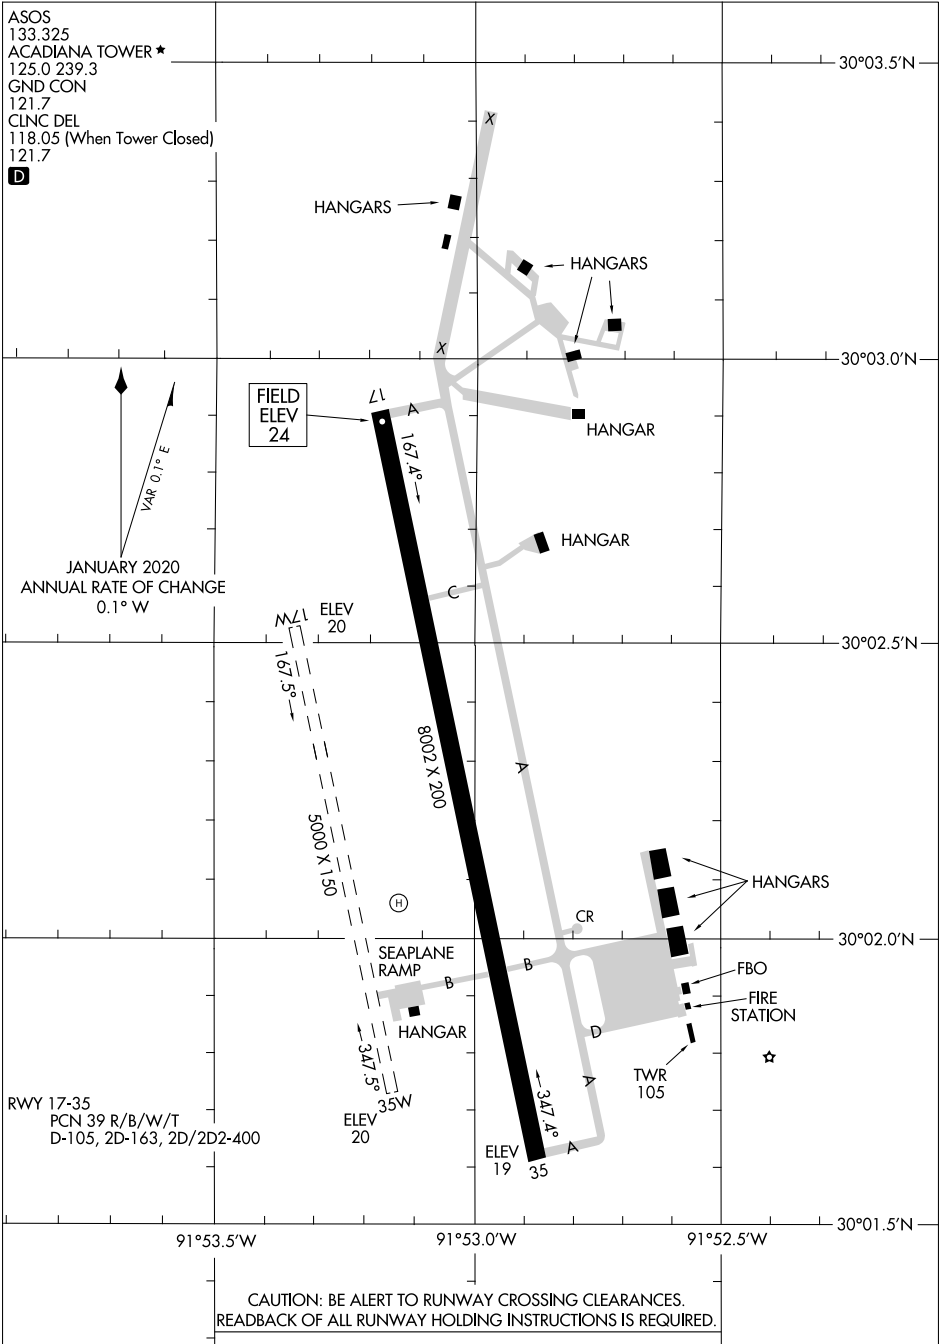 ASOS
133.325
ACADIANA TOWER ★
125.0 239.3
GND CON
121.7
CLNC DEL
118.05 (When Tower Closed)
121.7
D
30°03.5'N
X
HANGARS
HANGARS
X
30°03.0'N
FIELD
ELEV
24
17
A
167.4°
HANGAR
VAR 0.1° E
JANUARY 2020
ANNUAL RATE OF CHANGE
0.1° W
HANGAR
C
17W
ELEV
20
30°02.5'N
167.5°
8002 X 200
A
5000 X 150
HANGARS
H
CR
30°02.0'N
SEAPLANE
RAMP
B
B
FBO
FIRE
STATION
HANGAR
D
TWR
105
347.5°
A
347.4°
35W
ELEV
20
RWY 17-35
PCN 39 R/B/W/T
D-105, 2D-163, 2D/2D2-400
ELEV
19
35
A
30°01.5'N
91°53.5'W
91°53.0'W
91°52.5'W
CAUTION: BE ALERT TO RUNWAY CROSSING CLEARANCES.
READBACK OF ALL RUNWAY HOLDING INSTRUCTIONS IS REQUIRED.